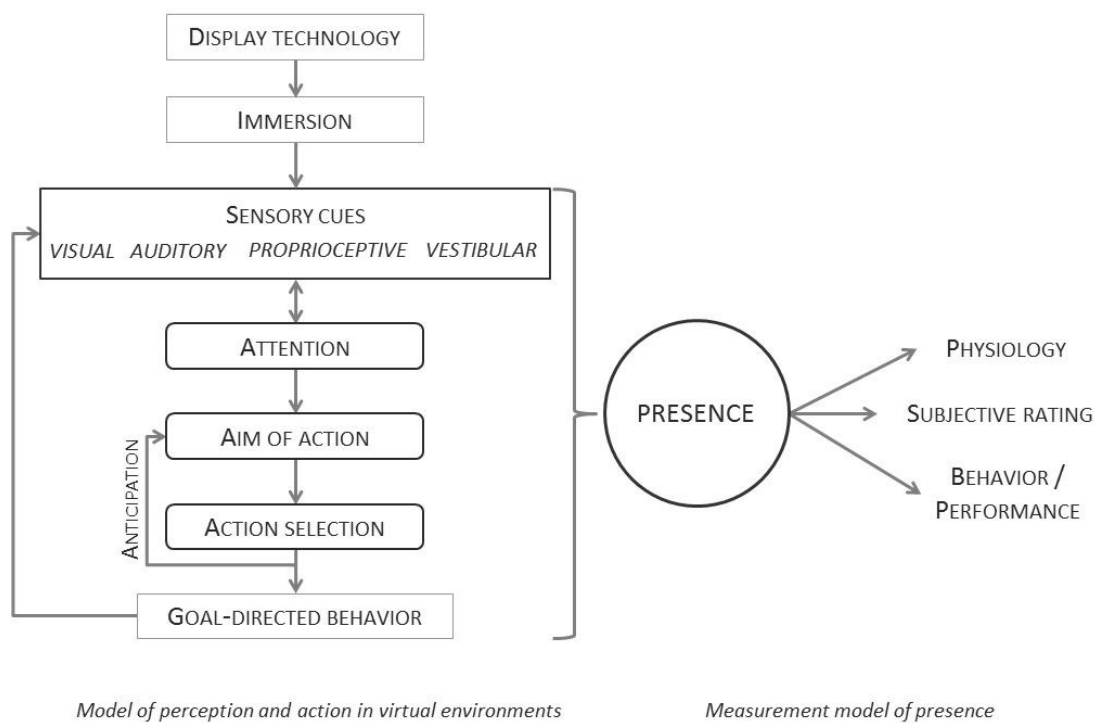 DISPLAY TECHNOLOGY
IMMERSION
SENSORY CUES
VISUAL AUDITORY PROPRIOCEPTIVE VESTIBULAR
ATTENTION
AIM OF ACTION
ANTICIPATION
ACTION SELECTION
GOAL-DIRECTED BEHAVIOR
PRESENCE
PHYSIOLOGY
SUBJECTIVE RATING
BEHAVIOR /
PERFORMANCE
Model of perception and action in virtual environments
Measurement model of presence